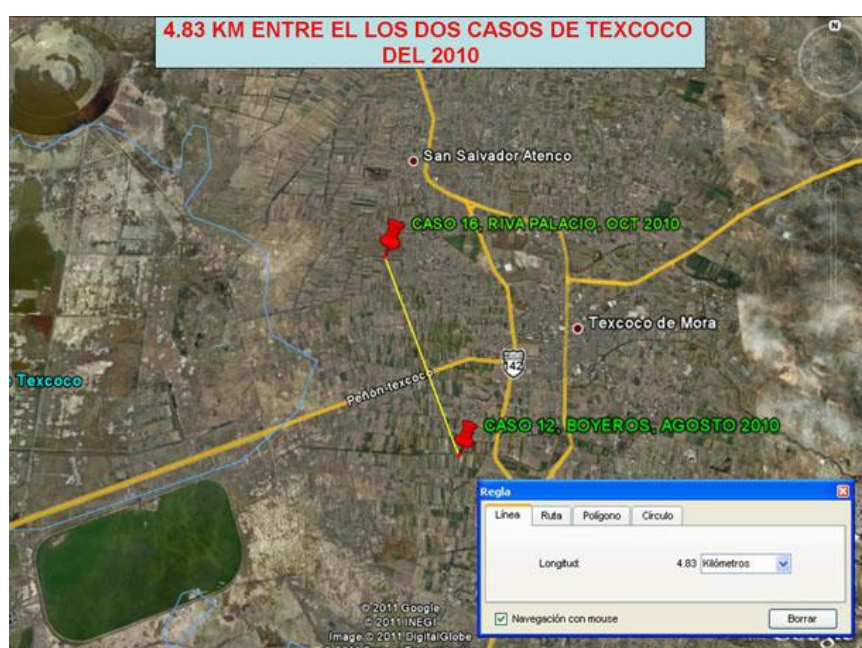 4.83 KM ENTRE EL LOS DOS CASOS DE TEXCOCO
DEL 2010
N
San Salvador Atenco
CASO 16, RIVA PALACIO, OCT 2010
Texcoco de Mora
142
Texcoco
Peñón-texcoco
CASO 12, BOYEROS, AGOSTO 2010
Regla
Línea Ruta Polígono Círculo
Longitud: 4.83 Kilómetros
Navegación con mouse Borrar
© 2011 Google
© 2011 INEGI
Image © 2011 DigitalGlobe